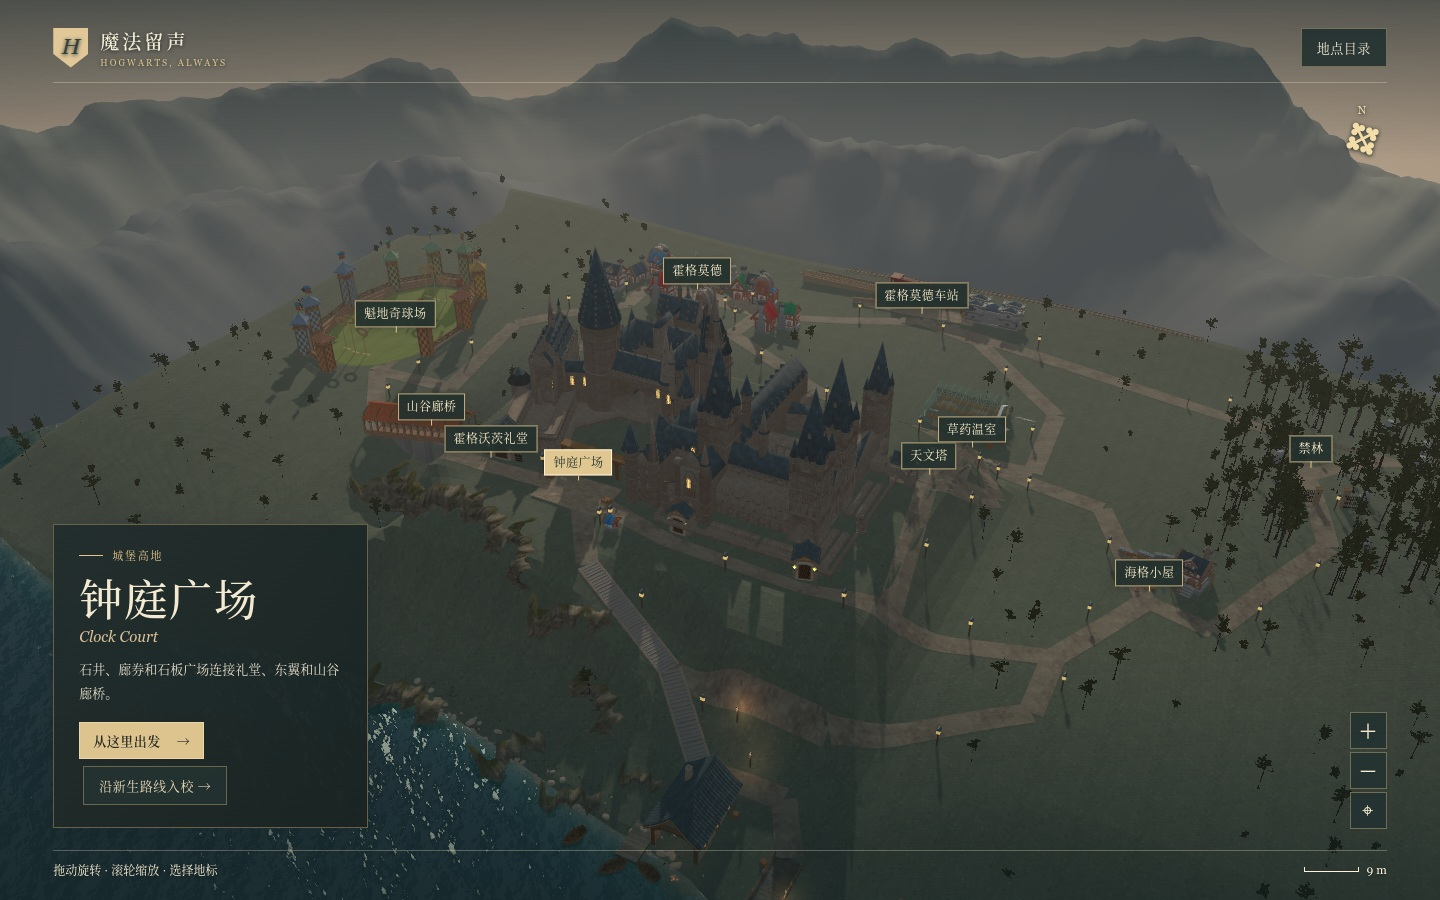 H
魔法留声
HOGWARTS, ALWAYS
地点目录
N
霍格莫德
霍格莫德车站
魁地奇球场
山谷廊桥
霍格沃茨礼堂
钟庭广场
草药温室
天文塔
禁林
海格小屋
城堡高地
钟庭广场
Clock Court
石井、廊券和石板广场连接礼堂、东翼和山谷
廊桥。
从这里出发 →
沿新生路线入校 →
+
−
⌖
拖动旋转 · 滚轮缩放 · 选择地标
9 m